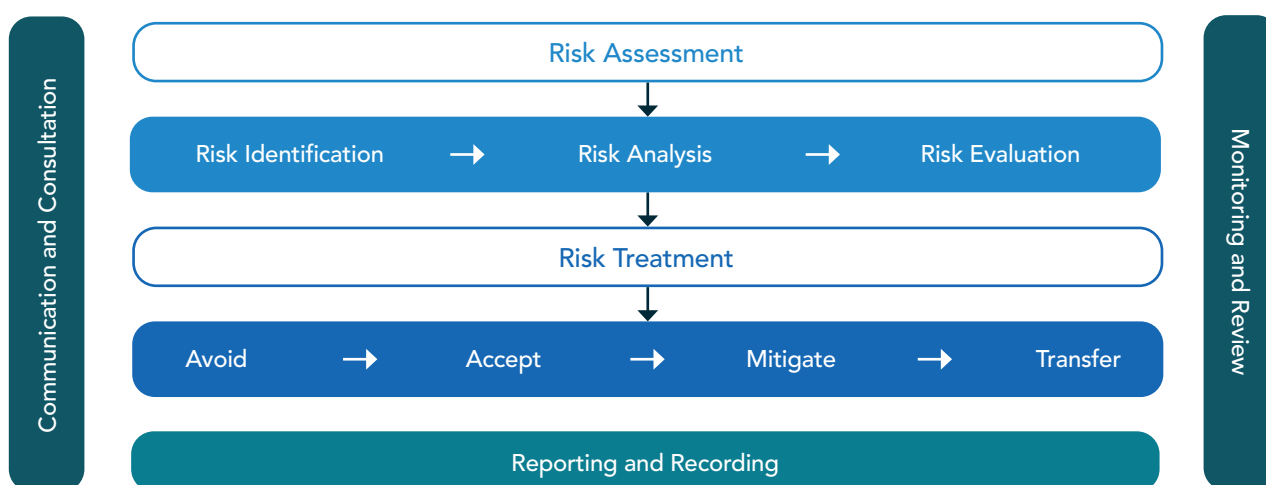 Communication and Consultation
Risk Assessment
Risk Identification → Risk Analysis → Risk Evaluation
Risk Treatment
Avoid → Accept → Mitigate → Transfer
Reporting and Recording
Monitoring and Review